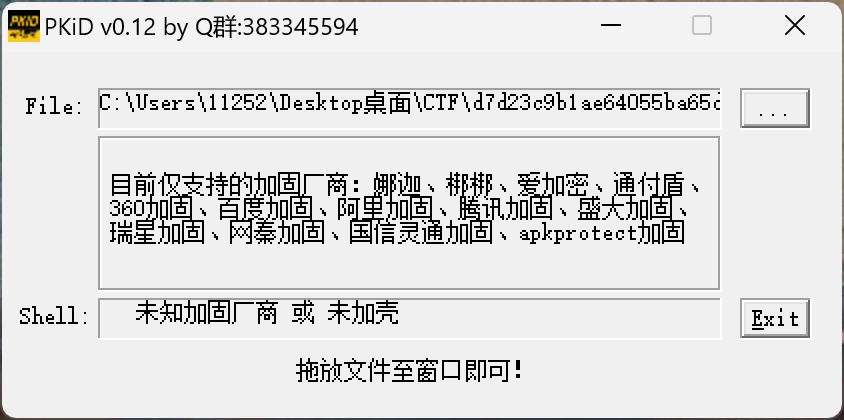 PKiD v0.12 by Q群:383345594
File: C:\Users\11252\Desktop桌面\CTF\d7d23c9b1ae64055ba65d ...
目前仅支持的加固厂商：娜迦、梆梆、爱加密、通付盾、
360加固、百度加固、阿里加固、腾讯加固、盛大加固、
瑞星加固、网秦加固、国信灵通加固、apkprotect加固
Shell: 未知加固厂商 或 未加壳 Exit
拖放文件至窗口即可!